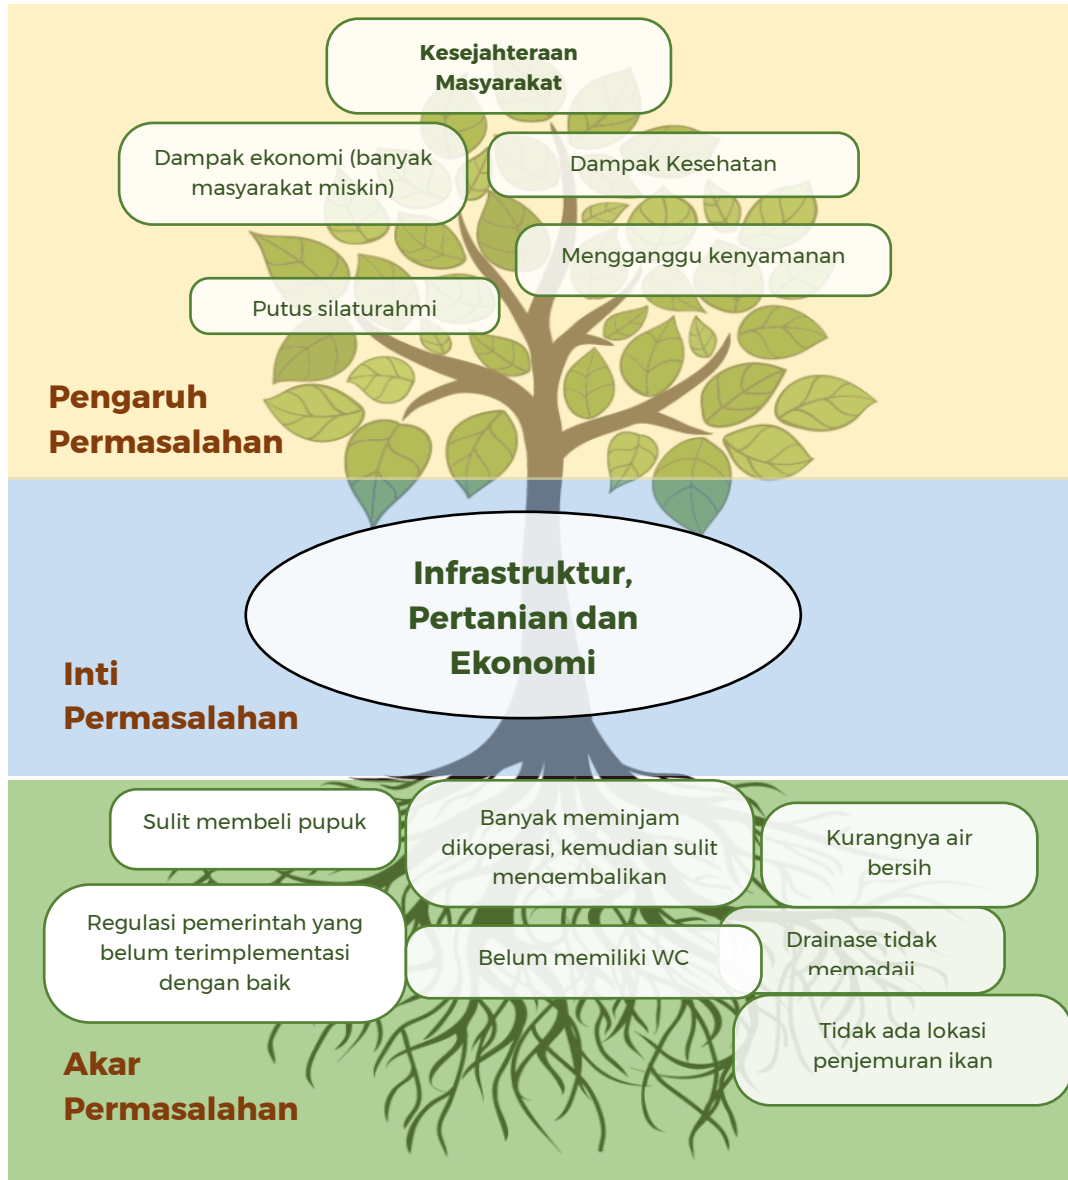 Kesejahteraan
Masyarakat
Dampak ekonomi (banyak
masyarakat miskin)
Dampak Kesehatan
Mengganggu kenyamanan
Putus silaturahmi
Pengaruh
Permasalahan
Infrastruktur,
Pertanian dan
Ekonomi
Inti
Permasalahan
Sulit membeli pupuk
Banyak meminjam
dikoperasi, kemudian sulit
mengembalikan
Kurangnya air
bersih
Regulasi pemerintah yang
belum terimplementasi
dengan baik
Belum memiliki WC
Drainase tidak
memadaii
Tidak ada lokasi
penjemuran ikan
Akar
Permasalahan